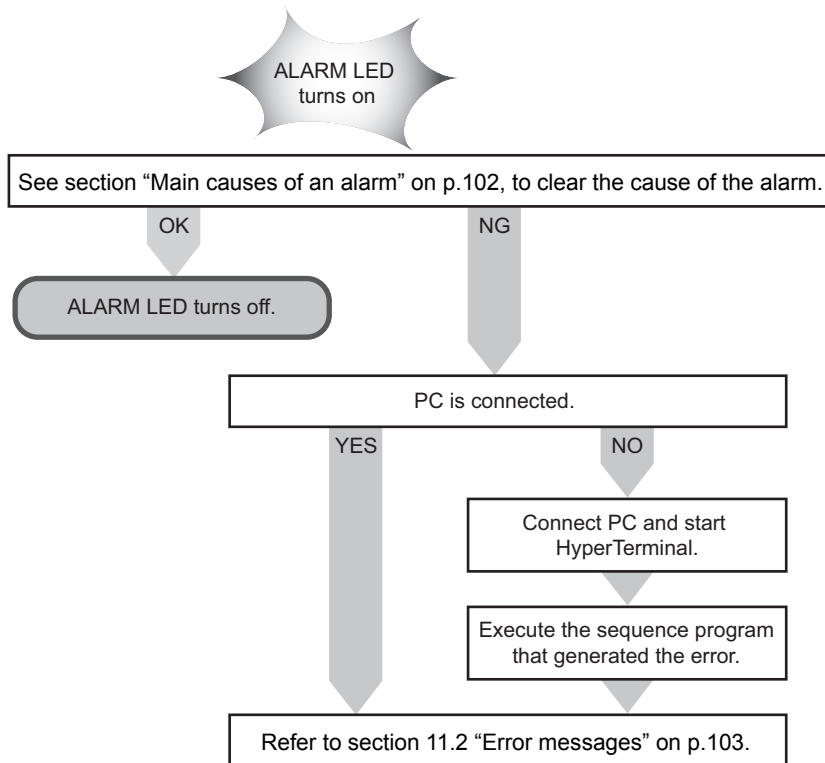 ALARM LED
turns on
See section “Main causes of an alarm” on p.102, to clear the cause of the alarm.
OK
NG
ALARM LED turns off.
PC is connected.
YES
NO
Connect PC and start
HyperTerminal.
Execute the sequence program
that generated the error.
Refer to section 11.2 “Error messages” on p.103.